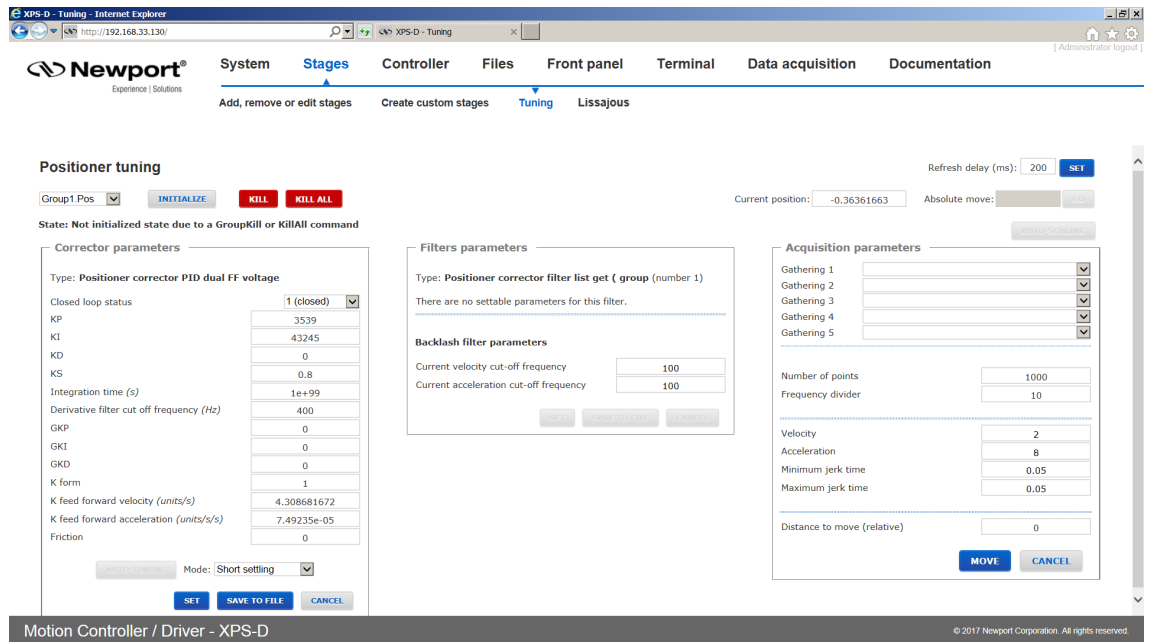 XPS-D - Tuning - Internet Explorer
http://192.168.33.130/
XPS-D - Tuning
[ Administrator logout ]
Newport®
Experience | Solutions
System Stages Controller Files Front panel Terminal Data acquisition Documentation
Add, remove or edit stages Create custom stages Tuning Lissajous
Positioner tuning
Refresh delay (ms): 200 SET
Group1.Pos INITIALIZE KILL KILL ALL
Current position: -0.36361663 Absolute move: GO
State: Not initialized state due to a GroupKill or KillAll command
AUTO-SCALING
Corrector parameters
Type: Positioner corrector PID dual FF voltage
Closed loop status 1 (closed)
KP 3539
KI 43245
KD 0
KS 0.8
Integration time (s) 1e+99
Derivative filter cut off frequency (Hz) 400
GKP 0
GKI 0
GKD 0
K form 1
K feed forward velocity (units/s) 4.308681672
K feed forward acceleration (units/s/s) 7.49235e-05
Friction 0
AUTO-TUNING Mode: Short settling
SET SAVE TO FILE CANCEL
Filters parameters
Type: Positioner corrector filter list get ( group (number 1)
There are no settable parameters for this filter.
Backlash filter parameters
Current velocity cut-off frequency 100
Current acceleration cut-off frequency 100
SET SAVE TO FILE CANCEL
Acquisition parameters
Gathering 1
Gathering 2
Gathering 3
Gathering 4
Gathering 5
Number of points 1000
Frequency divider 10
Velocity 2
Acceleration 8
Minimum jerk time 0.05
Maximum jerk time 0.05
Distance to move (relative) 0
MOVE CANCEL
Motion Controller / Driver - XPS-D
© 2017 Newport Corporation. All rights reserved.